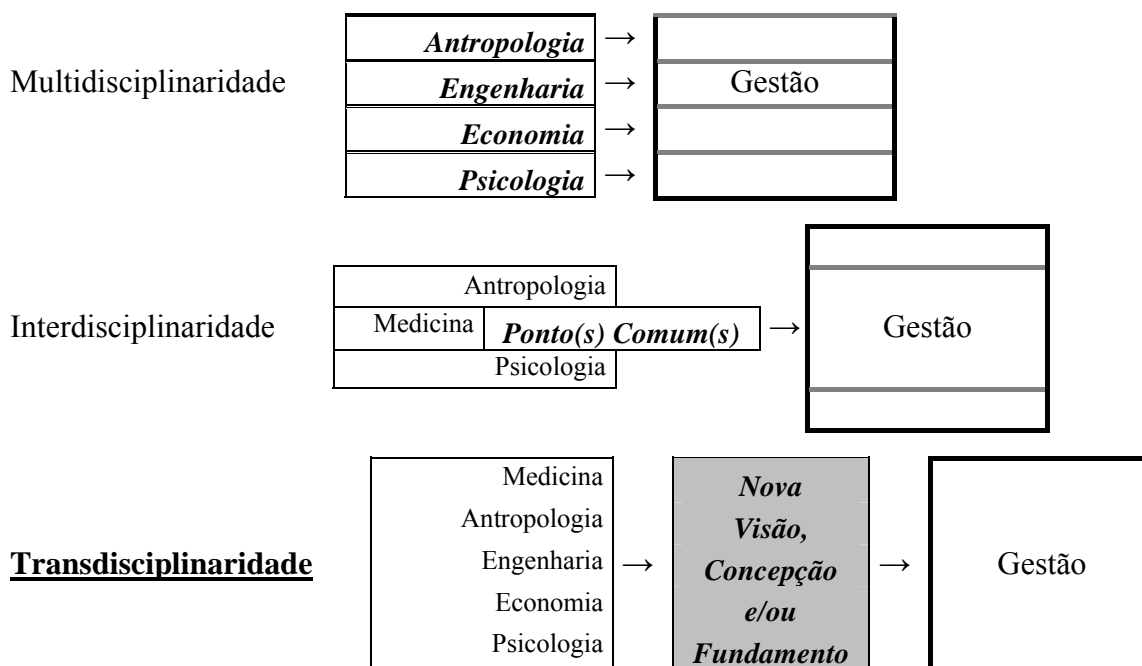 Antropologia →
Multidisciplinaridade Engenharia → Gestão
Economia →
Psicologia →
Antropologia
Interdisciplinaridade Medicina Ponto(s) Comum(s) → Gestão
Psicologia
Medicina Nova
Antropologia Visão,
Transdisciplinaridade Engenharia → Concepção → Gestão
Economia e/ou
Psicologia Fundamento